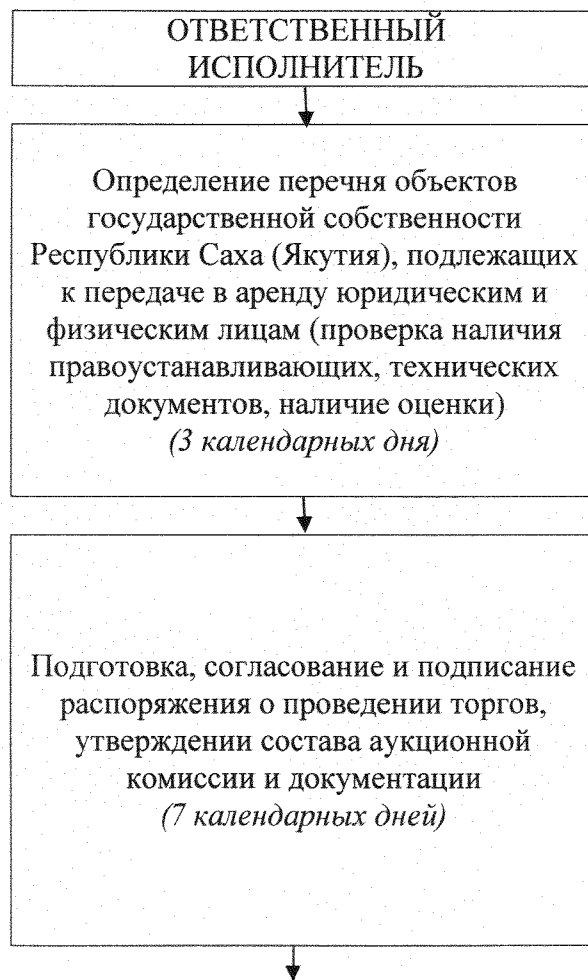 ОТВЕТСТВЕННЫЙ
ИСПОЛНИТЕЛЬ
Определение перечня объектов
государственной собственности
Республики Саха (Якутия), подлежащих
к передаче в аренду юридическим и
физическим лицам (проверка наличия
правоустанавливающих, технических
документов, наличие оценки)
(3 календарных дня)
Подготовка, согласование и подписание
распоряжения о проведении торгов,
утверждении состава аукционной
комиссии и документации
(7 календарных дней)